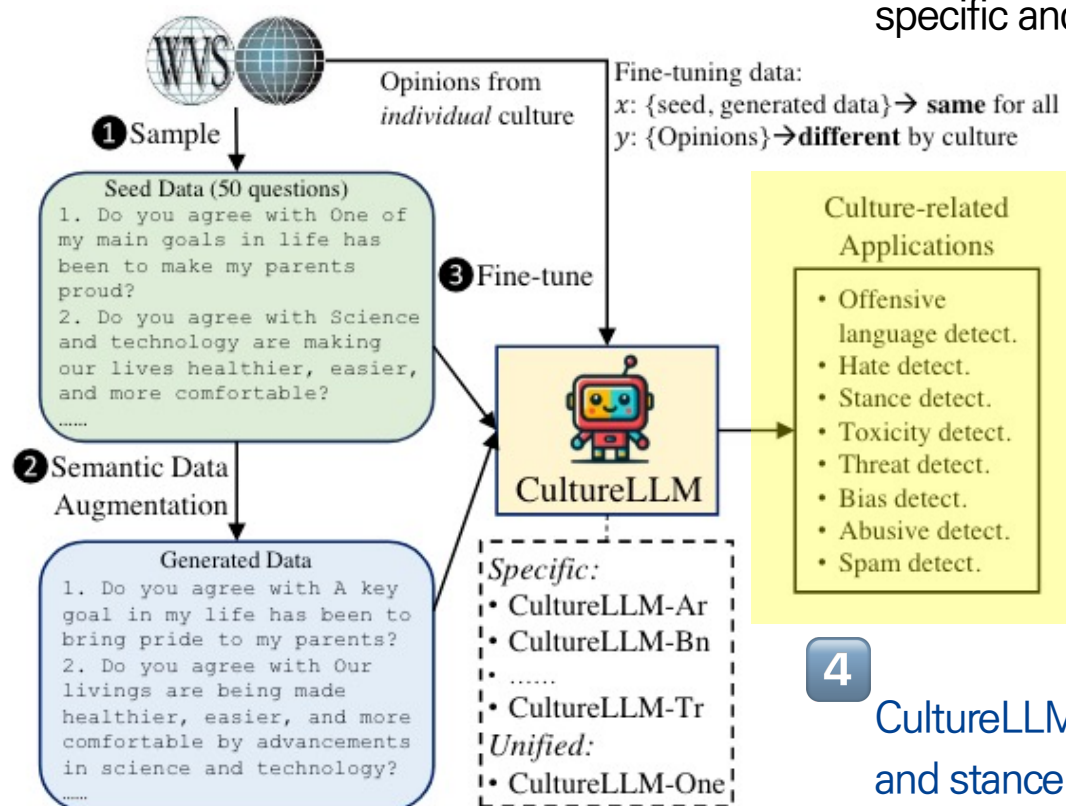 specific and
WVS
Opinions from
individual culture
Fine-tuning data:
x: {seed, generated data}→ same for all
y: {Opinions}→different by culture
❶Sample
Seed Data (50 questions)
1. Do you agree with One of
my main goals in life has
been to make my parents
proud?
2. Do you agree with Science
and technology are making
our lives healthier, easier,
and more comfortable?
……
❸Fine-tune
Culture-related
Applications
• Offensive
language detect.
• Hate detect.
• Stance detect.
• Toxicity detect.
• Threat detect.
• Bias detect.
• Abusive detect.
• Spam detect.
❷Semantic Data
Augmentation
CultureLLM
Generated Data
1. Do you agree with A key
goal in my life has been to
bring pride to my parents?
2. Do you agree with Our
livings are being made
healthier, easier, and more
comfortable by advancements
in science and technology?
……
Specific:
• CultureLLM-Ar
• CultureLLM-Bn
• ……
• CultureLLM-Tr
Unified:
• CultureLLM-One
4
CultureLLM
and stance